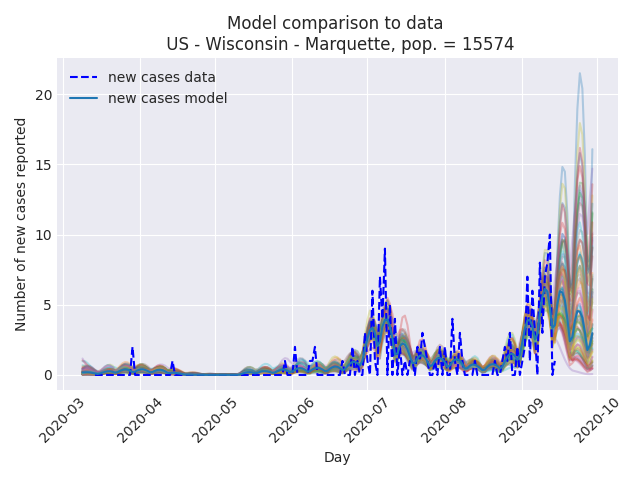 Model comparison to data
US - Wisconsin - Marquette, pop. = 15574
new cases data
new cases model
Number of new cases reported
20
15
10
5
0
2020-03
2020-04
2020-05
2020-06
2020-07
2020-08
2020-09
2020-10
Day